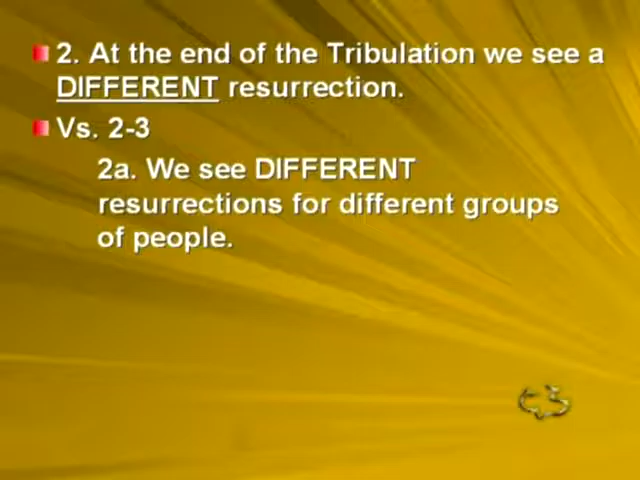 2. At the end of the Tribulation we see a
DIFFERENT resurrection.
Vs. 2-3
2a. We see DIFFERENT
resurrections for different groups
of people.